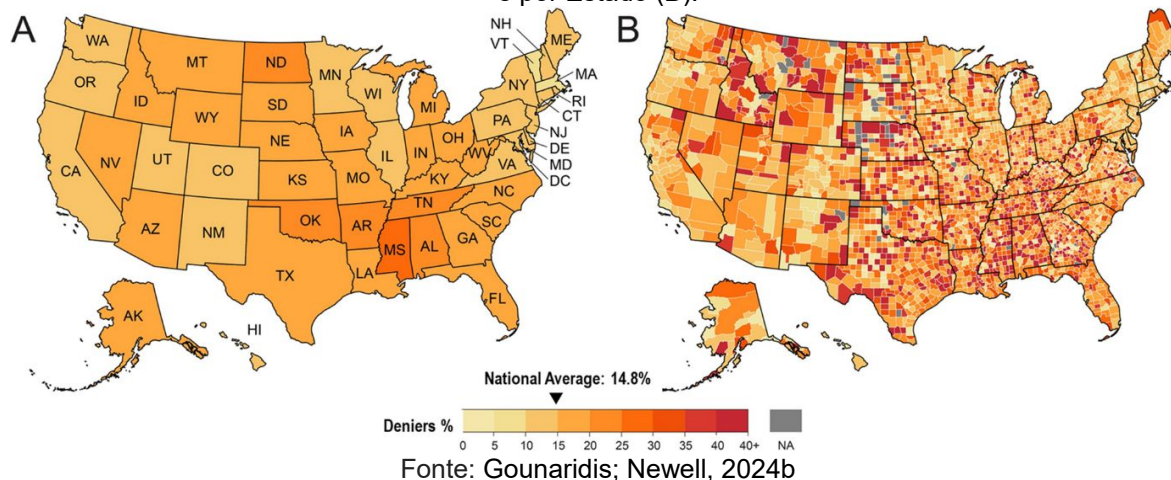 e por Estado (B).
A
WA
OR
CA
NV
ID
MT
WY
UT
CO
AZ
NM
ND
SD
NE
KS
OK
TX
MN
IA
MO
AR
LA
WI
IL
MI
IN
OH
KY
TN
MS
AL
GA
FL
SC
NC
VA
WV
PA
NY
ME
NH
VT
MA
RI
CT
NJ
DE
MD
DC
AK
HI
B
National Average: 14.8%
Deniers %
0 5 10 15 20 25 30 35 40 40+ NA
Fonte: Gounaridis; Newell, 2024b